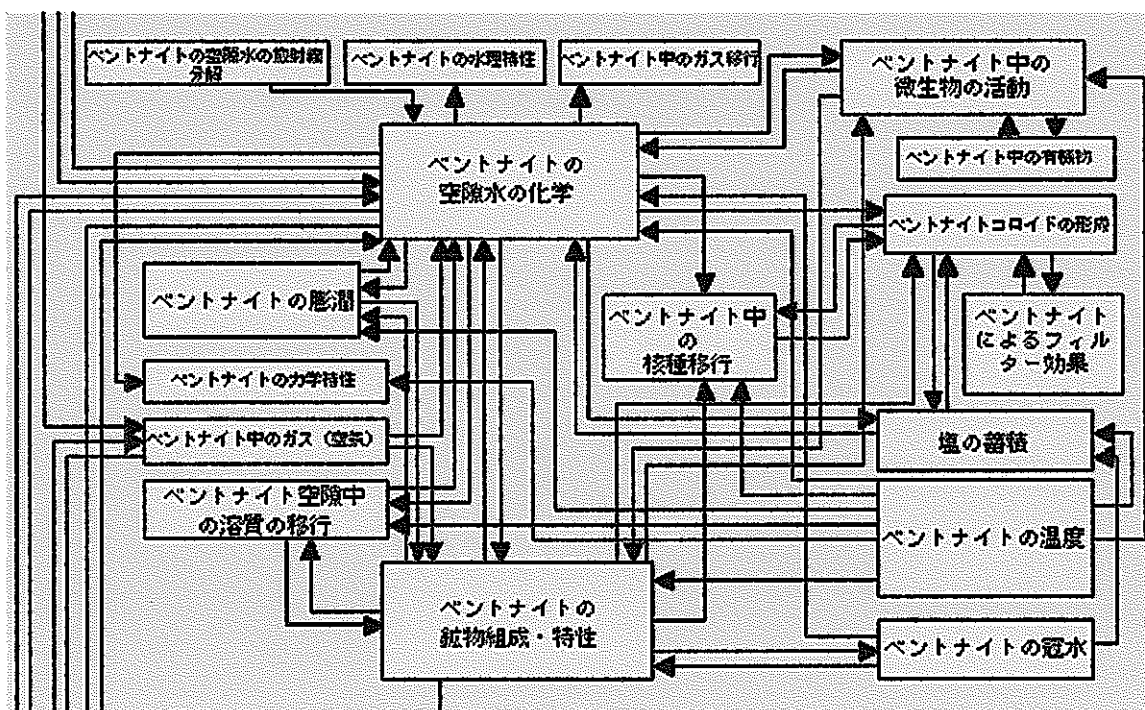 ベントナイトの空隙水の放射線
分解
ベントナイトの水理特性
ベントナイト中のガス移行
ベントナイト中の
微生物の活動
ベントナイトの
空隙水の化学
ベントナイト中の有機物
ベントナイトコロイドの形成
ベントナイトの膨潤
ベントナイト中
の
核種移行
ベントナイト
によるフィル
ター効果
ベントナイトの力学特性
ベントナイト中のガス（空気）
塩の蓄積
ベントナイト空隙中
の溶質の移行
ベントナイトの温度
ベントナイトの
鉱物組成・特性
ベントナイトの冠水